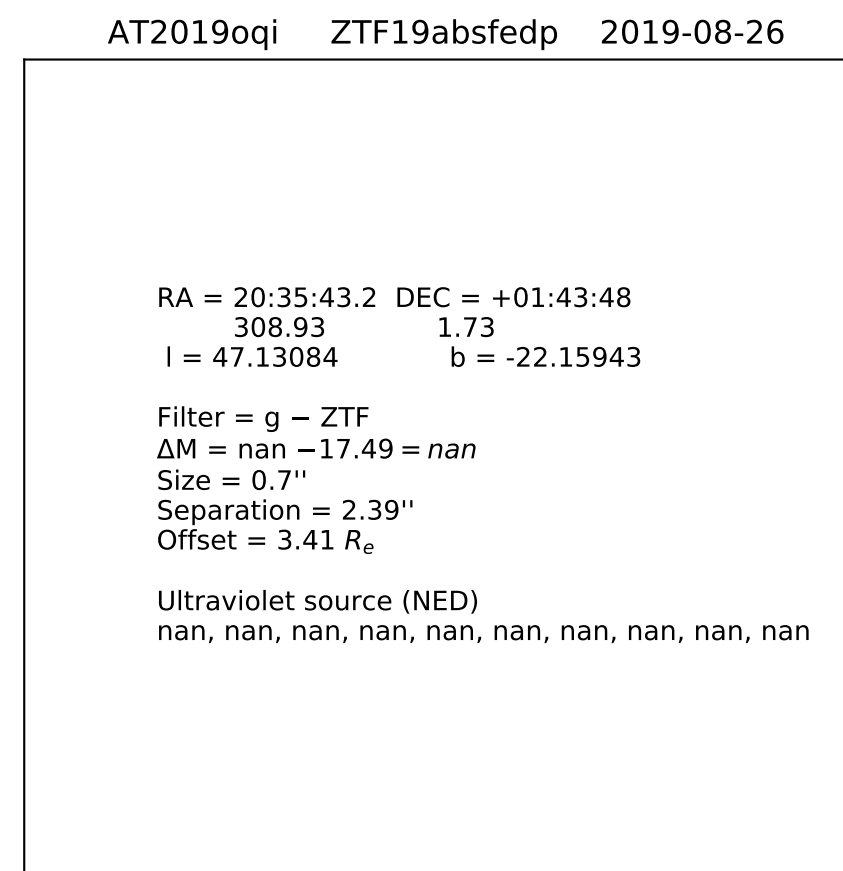 AT2019oqi ZTF19absfedp 2019-08-26
RA = 20:35:43.2 DEC = +01:43:48
308.93 1.73
l = 47.13084 b = -22.15943
Filter = g − ZTF
ΔM = nan −17.49 = nan
Size = 0.7''
Separation = 2.39''
Offset = 3.41 Re
Ultraviolet source (NED)
nan, nan, nan, nan, nan, nan, nan, nan, nan, nan